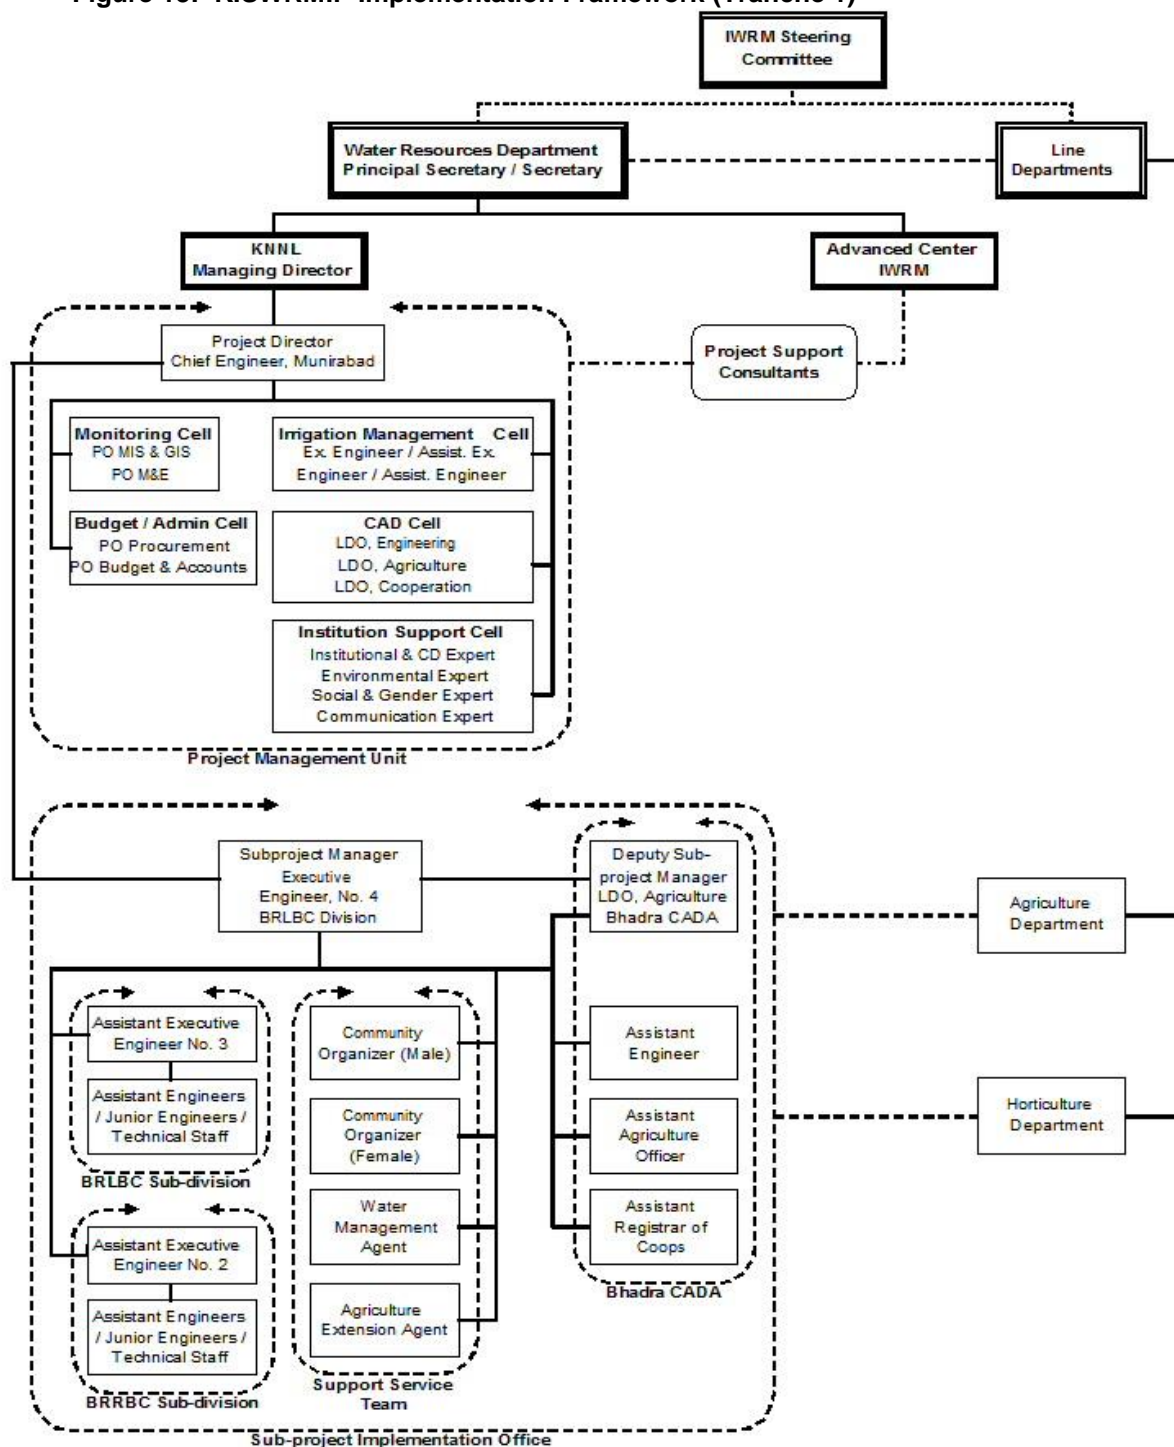 IWRM Steering
Committee
Water Resources Department
Principal Secretary / Secretary
Line
Departments
KNNL
Managing Director
Advanced Center
IWRM
Project Director
Chief Engineer, Munirabad
Project Support
Consultants
Monitoring Cell
PO MIS & GIS
PO M&E
Irrigation Management Cell
Ex. Engineer / Assist. Ex.
Engineer / Assist. Engineer
Budget / Admin Cell
PO Procurement
PO Budget & Accounts
CAD Cell
LDO, Engineering
LDO, Agriculture
LDO, Cooperation
Institution Support Cell
Institutional & CD Expert
Environmental Expert
Social & Gender Expert
Communication Expert
Project Management Unit
Subproject Manager
Executive
Engineer, No. 4
BRLBC Division
Deputy Sub-
project Manager
LDO, Agriculture
Bhadra CADA
Agriculture
Department
Assistant Executive
Engineer No. 3
Assistant Engineers
/ Junior Engineers /
Technical Staff
BRLBC Sub-division
Assistant Executive
Engineer No. 2
Assistant Engineers
/ Junior Engineers /
Technical Staff
BRRBC Sub-division
Community
Organizer (Male)
Community
Organizer
(Female)
Water
Management
Agent
Agriculture
Extension Agent
Support Service
Team
Assistant
Engineer
Assistant
Agriculture
Officer
Assistant
Registrar of
Coops
Bhadra CADA
Horticulture
Department
Sub-project Implementation Office